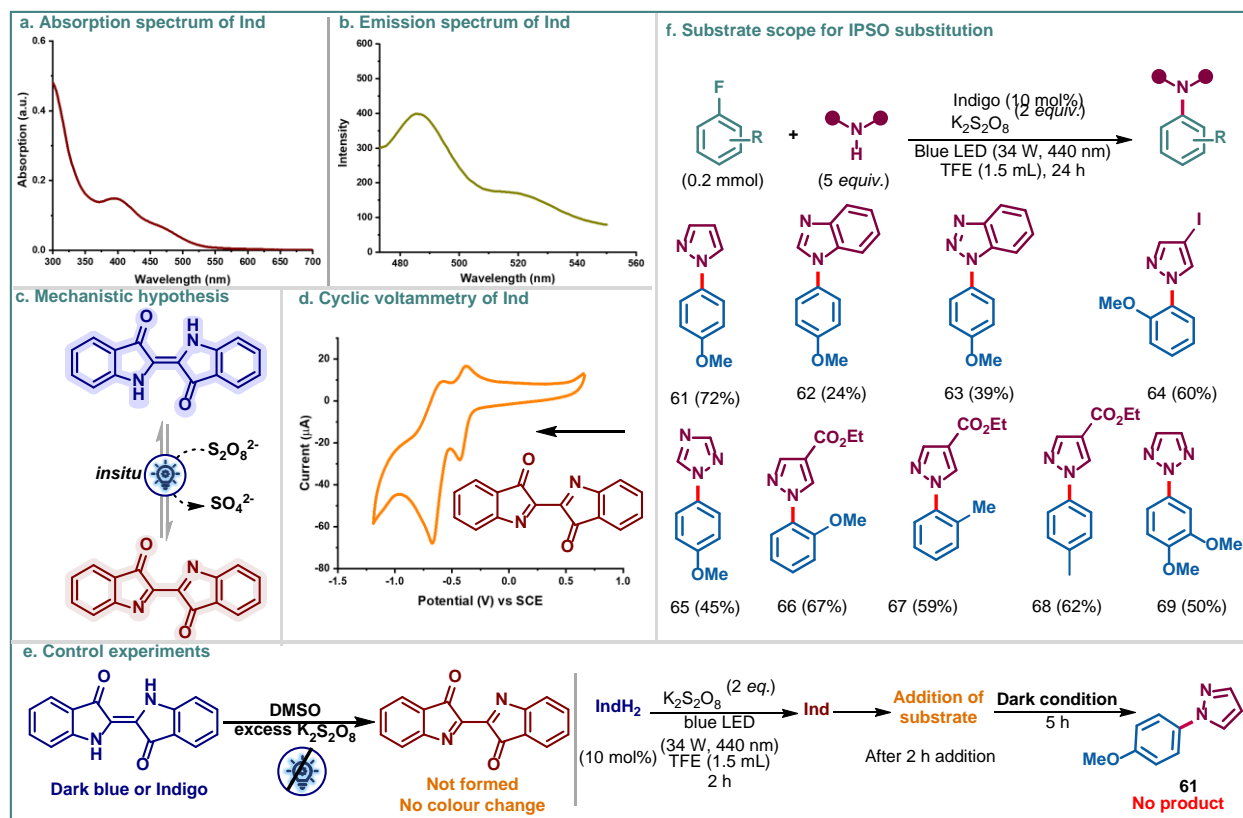 a. Absorption spectrum of Ind
0.6
0.4
0.2
0.0
Absorption (a.u.)
300 350 400 450 500 550 600 650 700
Wavelength (nm)
b. Emission spectrum of Ind
600
500
400
300
200
100
0
Intensity
480 500 520 540 560
Wavelength (nm)
c. Mechanistic hypothesis
O
H
N
N
H
O
S₂O₈²⁻
insitu
SO₄²⁻
O
N
N
O
d. Cyclic voltammetry of Ind
20
0
-20
-40
-60
-80
Current (μA)
-1.5 -1.0 -0.5 0.0 0.5 1.0
Potential (V) vs SCE
O
N
N
O
f. Substrate scope for IPSO substitution
F
R
(0.2 mmol)
+
N
H
(5 equiv.)
Indigo (10 mol%)
K₂S₂O₈ (2 equiv.)
Blue LED (34 W, 440 nm)
TFE (1.5 mL), 24 h
N
R
N
N
OMe
61 (72%)
N
N
OMe
62 (24%)
N
N
N
OMe
63 (39%)
I
N
N
MeO
64 (60%)
N
N
N
OMe
65 (45%)
CO₂Et
N
N
OMe
66 (67%)
CO₂Et
N
N
Me
67 (59%)
CO₂Et
N
N
68 (62%)
N
N
N
OMe
OMe
69 (50%)
e. Control experiments
O
H
N
N
H
O
Dark blue or Indigo
DMSO
excess K₂S₂O₈
O
N
N
O
Not formed
No colour change
IndH₂
(10 mol%)
K₂S₂O₈ (2 eq.)
blue LED
(34 W, 440 nm)
TFE (1.5 mL)
2 h
Ind
Addition of
substrate
After 2 h addition
Dark condition
5 h
N
N
MeO
61
No product